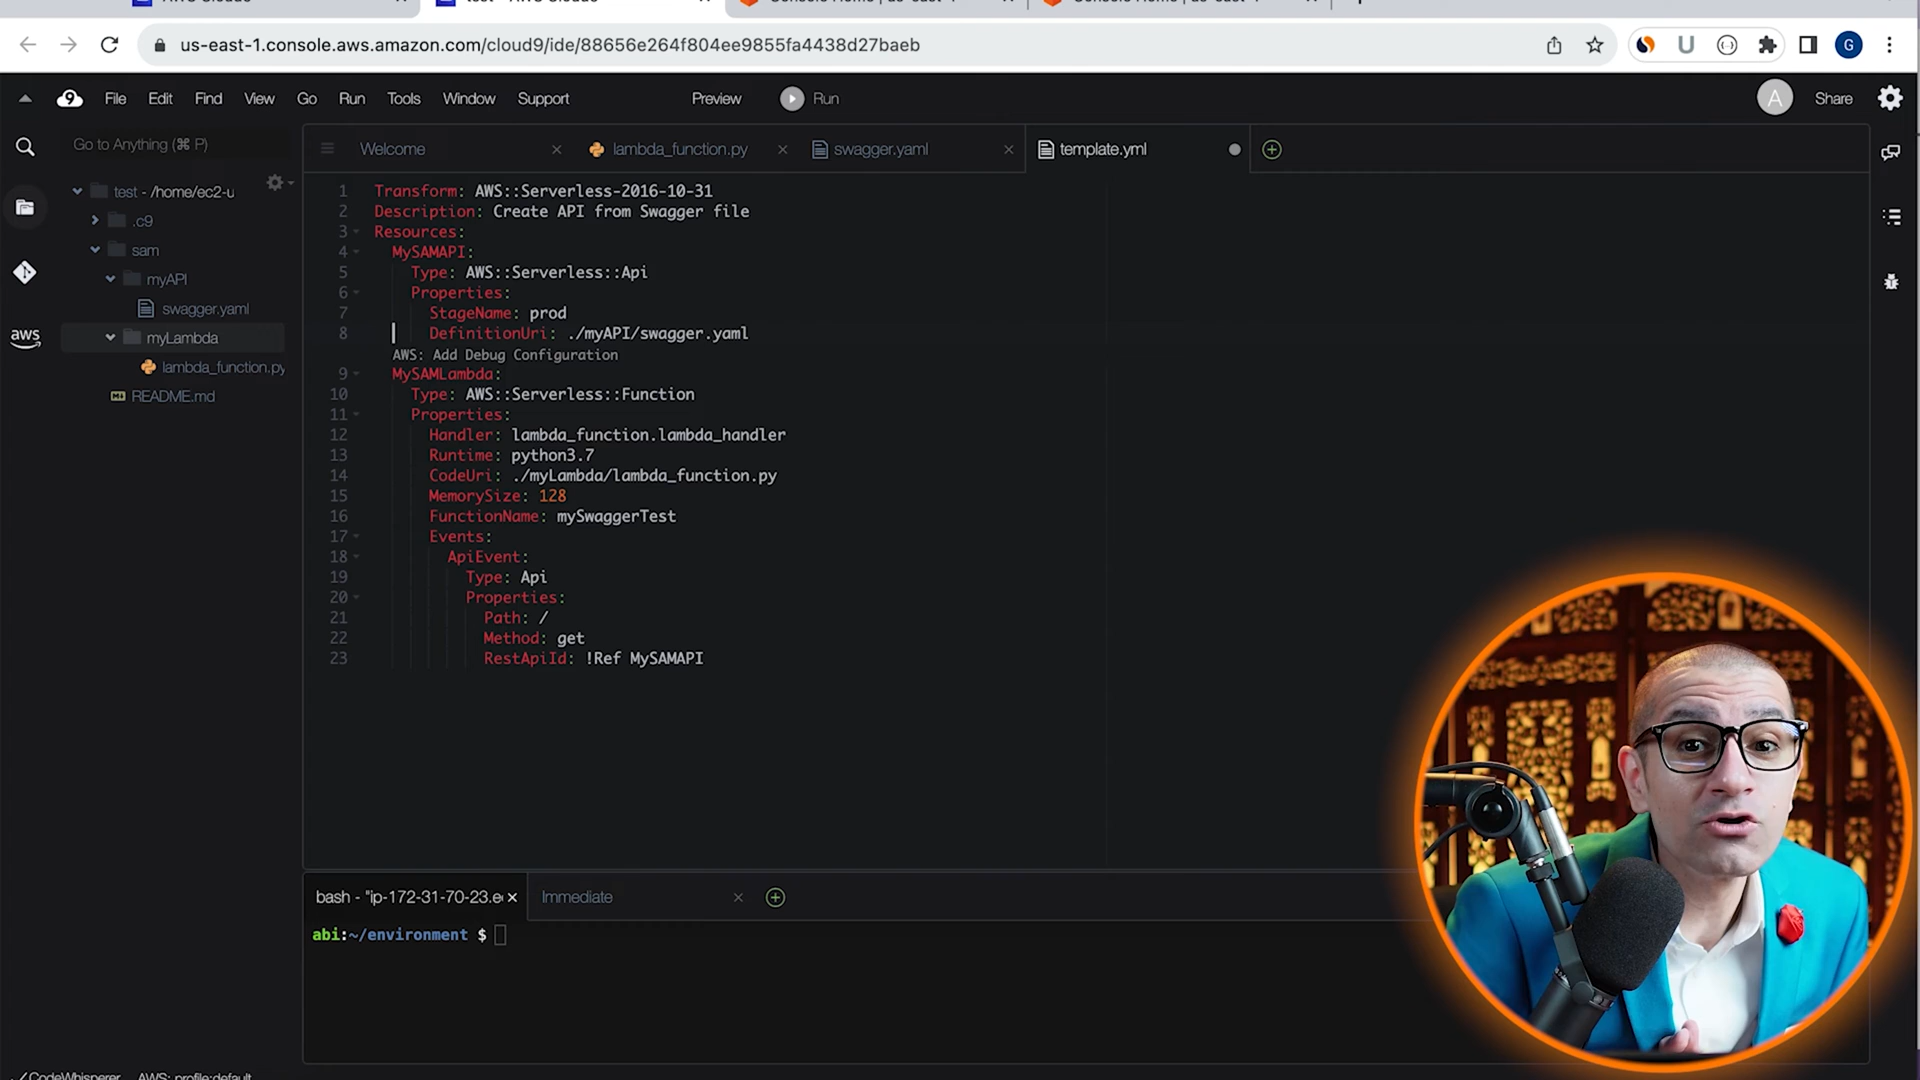 us-east-1.console.aws.amazon.com/cloud9/ide/88656e264f804ee9855fa4438d27baeb
U
G
9 File Edit Find View Go Run Tools Window Support Preview Run A Share
Go to Anything (⌘ P)
Welcome lambda_function.py swagger.yaml template.yml
test - /home/ec2-u
.c9
sam
myAPI
swagger.yaml
myLambda
lambda_function.py
README.md
aws
1 Transform: AWS::Serverless-2016-10-31
2 Description: Create API from Swagger file
3 Resources:
4 MySAMAPI:
5 Type: AWS::Serverless::Api
6 Properties:
7 StageName: prod
8 DefinitionUri: ./myAPI/swagger.yaml
AWS: Add Debug Configuration
9 MySAMLambda:
10 Type: AWS::Serverless::Function
11 Properties:
12 Handler: lambda_function.lambda_handler
13 Runtime: python3.7
14 CodeUri: ./myLambda/lambda_function.py
15 MemorySize: 128
16 FunctionName: mySwaggerTest
17 Events:
18 ApiEvent:
19 Type: Api
20 Properties:
21 Path: /
22 Method: get
23 RestApiId: !Ref MySAMAPI
bash - "ip-172-31-70-23.e Immediate
abi:~/environment $
CodeWhisperer AWS: profile:default